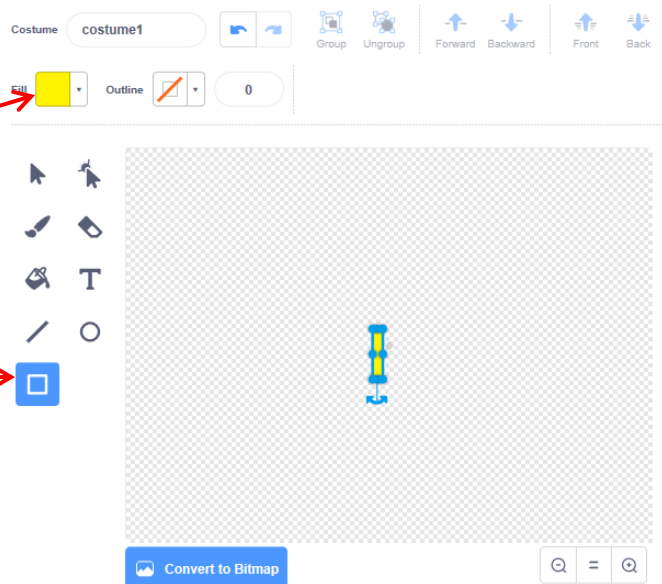 Costume costume1
Group Ungroup Forward Backward Front Back
Fill Outline 0
T
Convert to Bitmap